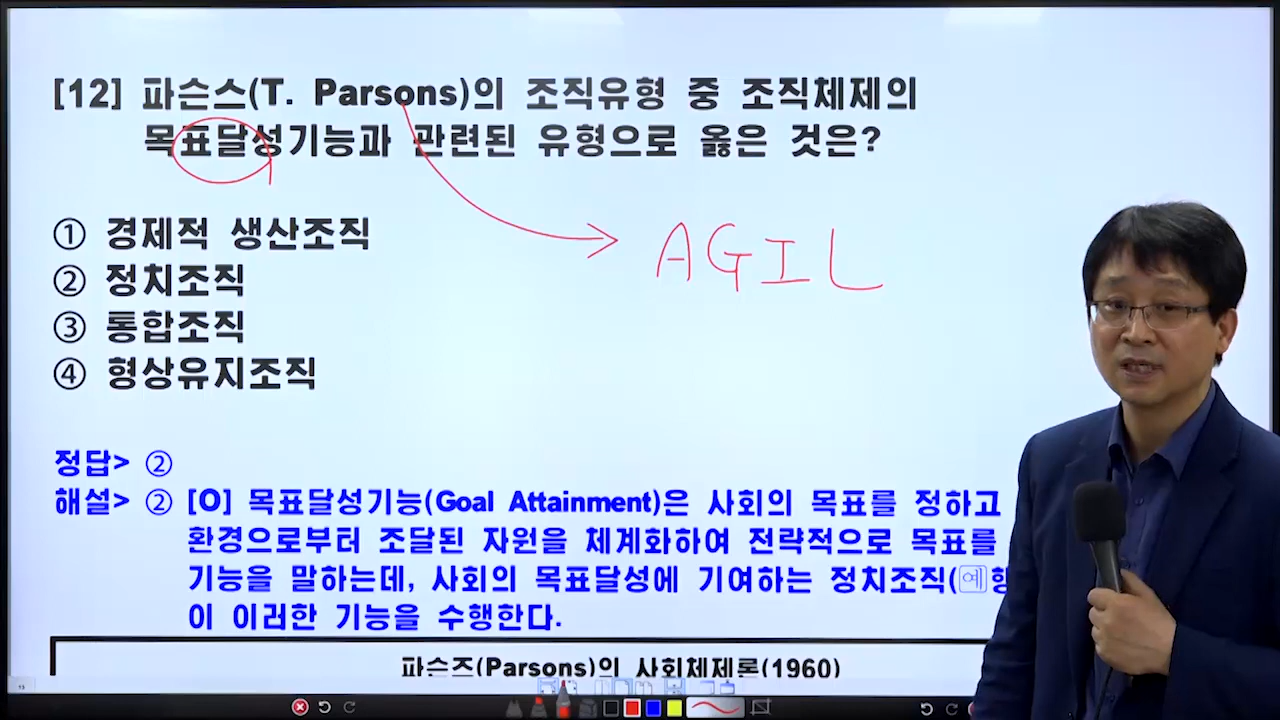 [12] 파슨스(T. Parsons)의 조직유형 중 조직체제의
목표달성기능과 관련된 유형으로 옳은 것은?
AGIL
① 경제적 생산조직
② 정치조직
③ 통합조직
④ 형상유지조직
정답> ②
해설> ② [O] 목표달성기능(Goal Attainment)은 사회의 목표를 정하고
환경으로부터 조달된 자원을 체계화하여 전략적으로 목표를
기능을 말하는데, 사회의 목표달성에 기여하는 정치조직(예
이 이러한 기능을 수행한다.
파슨즈(Parsons)의 사회체제론(1960)